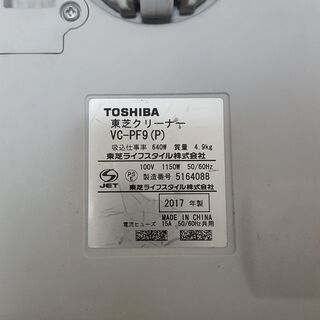 TOSHIBA
東芝クリーナー
VC-PF9(P)
吸込仕事率 640W 質量 4.9kg
東芝ライフスタイル株式会社
100V 1150W 50/60Hz
製造番号 5164088
JET
PS
E
東芝ライフスタイル株式会社
2017 年製
MADE IN CHINA
電流ヒューズ 15A 50/60Hz共用